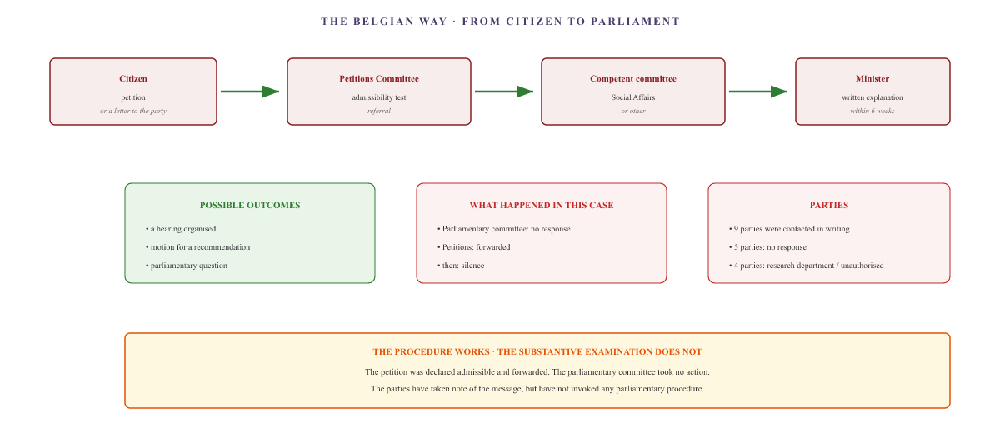 THE BELGIAN WAY · FROM CITIZEN TO PARLIAMENT
Citizen
petition
or a letter to the party
Petitions Committee
admissibility test
referral
Competent committee
Social Affairs
or other
Minister
written explanation
within 6 weeks
POSSIBLE OUTCOMES
• a hearing organised
• motion for a recommendation
• parliamentary question
WHAT HAPPENED IN THIS CASE
• Parliamentary committee: no response
• Petitions: forwarded
• then: silence
PARTIES
• 9 parties were contacted in writing
• 5 parties: no response
• 4 parties: research department / unauthorised
THE PROCEDURE WORKS · THE SUBSTANTIVE EXAMINATION DOES NOT
The petition was declared admissible and forwarded. The parliamentary committee took no action.
The parties have taken note of the message, but have not invoked any parliamentary procedure.